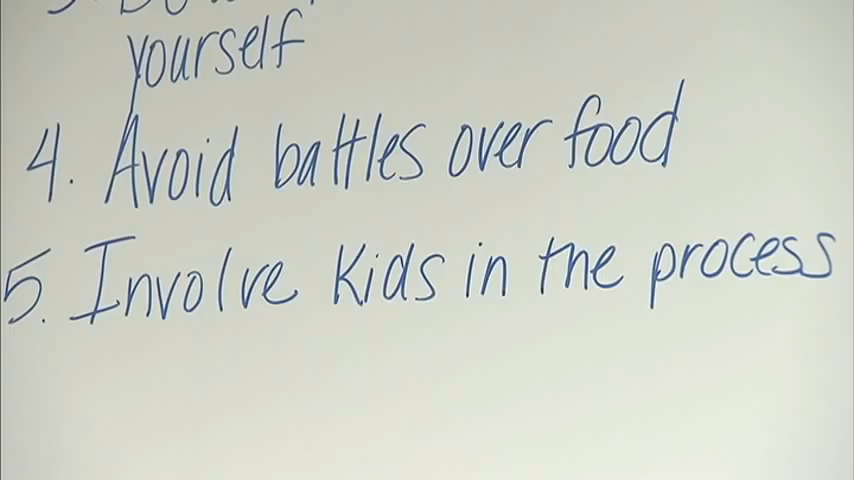 yourself
4. Avoid battles over food
5. Involve kids in the process